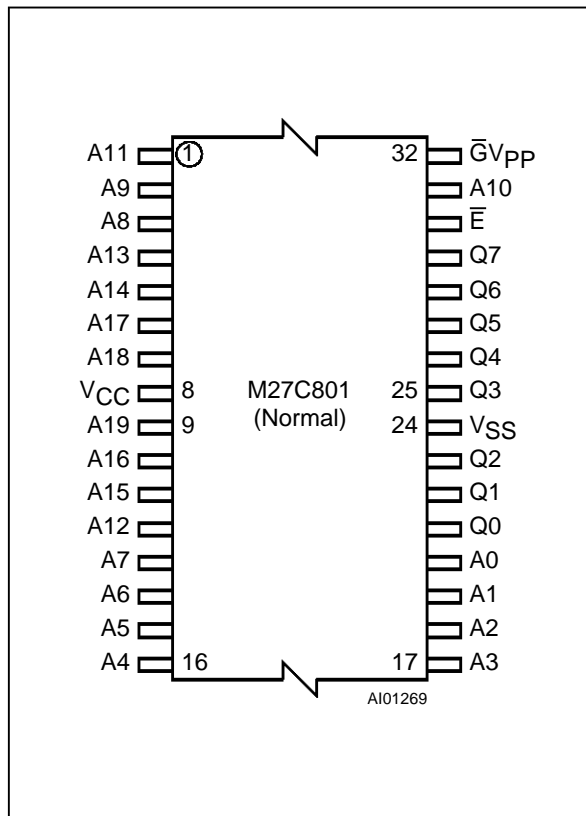 A11 1 32 G̅VPP
A9 A10
A8 E̅
A13 Q7
A14 Q6
A17 Q5
A18 Q4
VCC 8 M27C801 25 Q3
A19 9 (Normal) 24 VSS
A16 Q2
A15 Q1
A12 Q0
A7 A0
A6 A1
A5 A2
A4 16 17 A3
AI01269